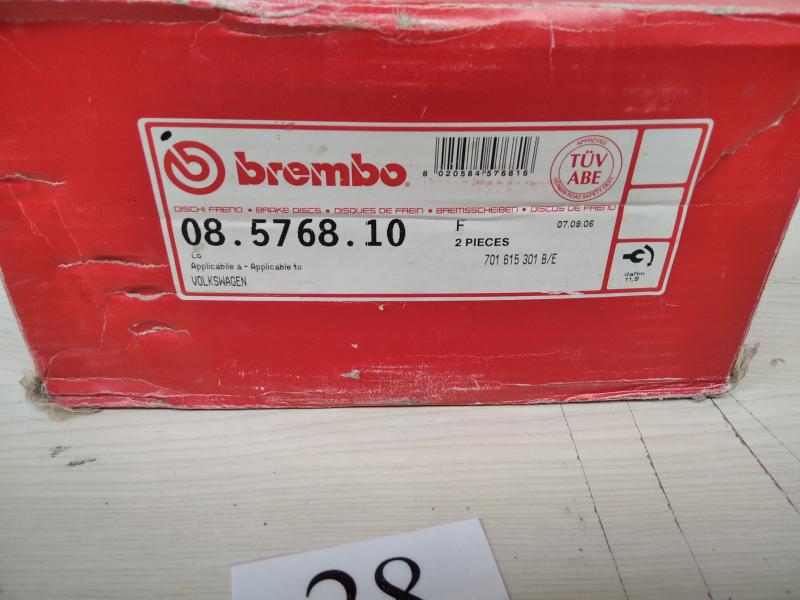 brembo
8 020584 576816
APPROVED
TÜV
ABE
GERMAN ROAD SAFETY DEPT.
DISCHI FRENO • BRAKE DISCS • DISQUES DE FREIN • BREMSSCHEIBEN • DISCOS DE FRENO
08.5768.10
F
07.09.06
2 PIECES
LG
701 615 301 B/E
Applicabile a - Applicable to
VOLKSWAGEN
daNm
11,5
28